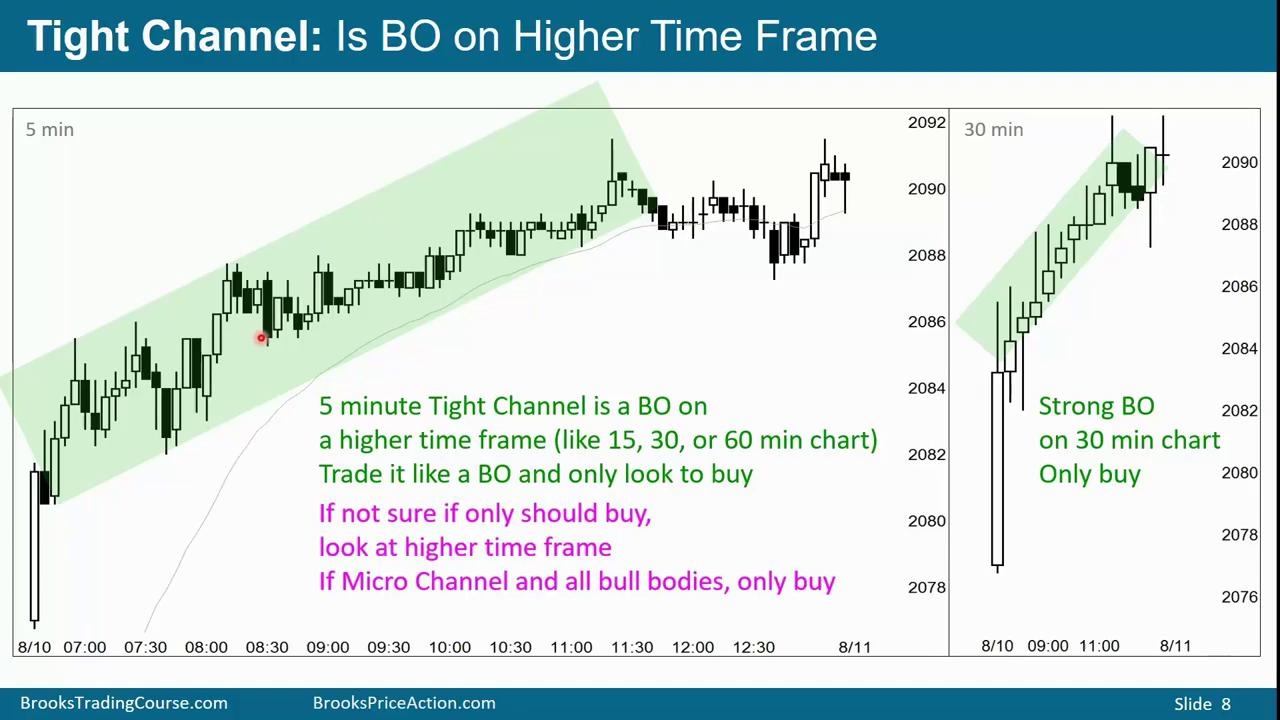 Tight Channel: Is BO on Higher Time Frame
5 min
2092
2090
2088
2086
2084
2082
2080
2078
5 minute Tight Channel is a BO on
a higher time frame (like 15, 30, or 60 min chart)
Trade it like a BO and only look to buy
If not sure if only should buy,
look at higher time frame
If Micro Channel and all bull bodies, only buy
8/10 07:00 07:30 08:00 08:30 09:00 09:30 10:00 10:30 11:00 11:30 12:00 12:30 8/11
30 min
2090
2088
2086
2084
2082
2080
2078
2076
Strong BO
on 30 min chart
Only buy
8/10 09:00 11:00 8/11
BrooksTradingCourse.com BrooksPriceAction.com Slide 8